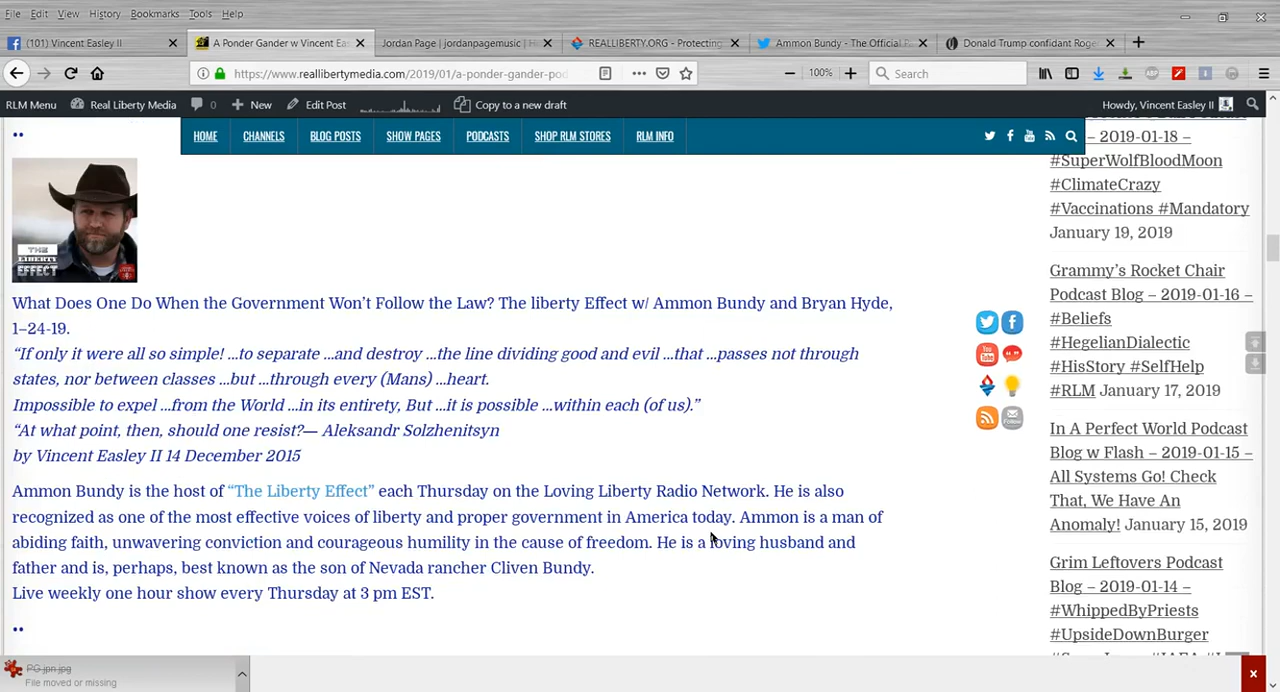 File Edit View History Bookmarks Tools Help
(101) Vincent Easley II
A Ponder Gander w Vincent Eas
Jordan Page | jordanpagemusic | H
REALLIBERTY.ORG - Protecting
Ammon Bundy - The Official P
Donald Trump confidant Roge
https://www.reallibertymedia.com/2019/01/a-ponder-gander-pod
100%
Search
RLM Menu Real Liberty Media 0 New Edit Post Copy to a new draft Howdy, Vincent Easley II
HOME CHANNELS BLOG POSTS SHOW PAGES PODCASTS SHOP RLM STORES RLM INFO
••
THE
LIBERTY
EFFECT
What Does One Do When the Government Won't Follow the Law? The liberty Effect w/ Ammon Bundy and Bryan Hyde,
1–24-19.
“If only it were all so simple! …to separate …and destroy …the line dividing good and evil …that …passes not through
states, nor between classes …but …through every (Mans) …heart.
Impossible to expel …from the World …in its entirety, But …it is possible …within each (of us).”
“At what point, then, should one resist?— Aleksandr Solzhenitsyn
by Vincent Easley II 14 December 2015
Ammon Bundy is the host of “The Liberty Effect” each Thursday on the Loving Liberty Radio Network. He is also
recognized as one of the most effective voices of liberty and proper government in America today. Ammon is a man of
abiding faith, unwavering conviction and courageous humility in the cause of freedom. He is a loving husband and
father and is, perhaps, best known as the son of Nevada rancher Cliven Bundy.
Live weekly one hour show every Thursday at 3 pm EST.
••
– 2019-01-18 –
#SuperWolfBloodMoon
#ClimateCrazy
#Vaccinations #Mandatory
January 19, 2019
Grammy's Rocket Chair
Podcast Blog – 2019-01-16 –
#Beliefs
#HegelianDialectic
#HisStory #SelfHelp
#RLM January 17, 2019
In A Perfect World Podcast
Blog w Flash – 2019-01-15 –
All Systems Go! Check
That, We Have An
Anomaly! January 15, 2019
Grim Leftovers Podcast
Blog – 2019-01-14 –
#WhippedByPriests
#UpsideDownBurger
PG.jpn.jpg
File moved or missing